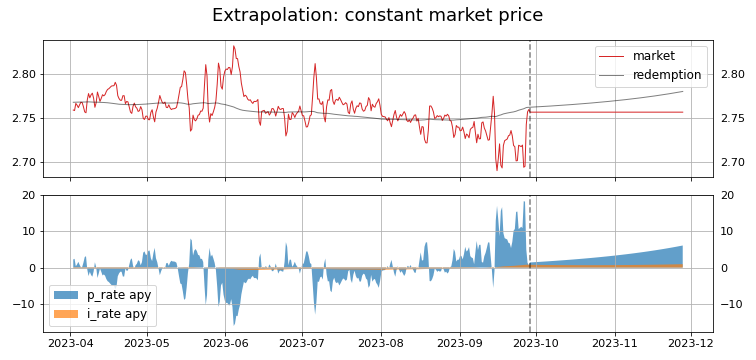 Extrapolation: constant market price
2.80 2.80
2.75 2.75
2.70 2.70
market
redemption
20 20
10 10
0 0
−10 −10
p_rate apy
i_rate apy
2023-04 2023-05 2023-06 2023-07 2023-08 2023-09 2023-10 2023-11 2023-12